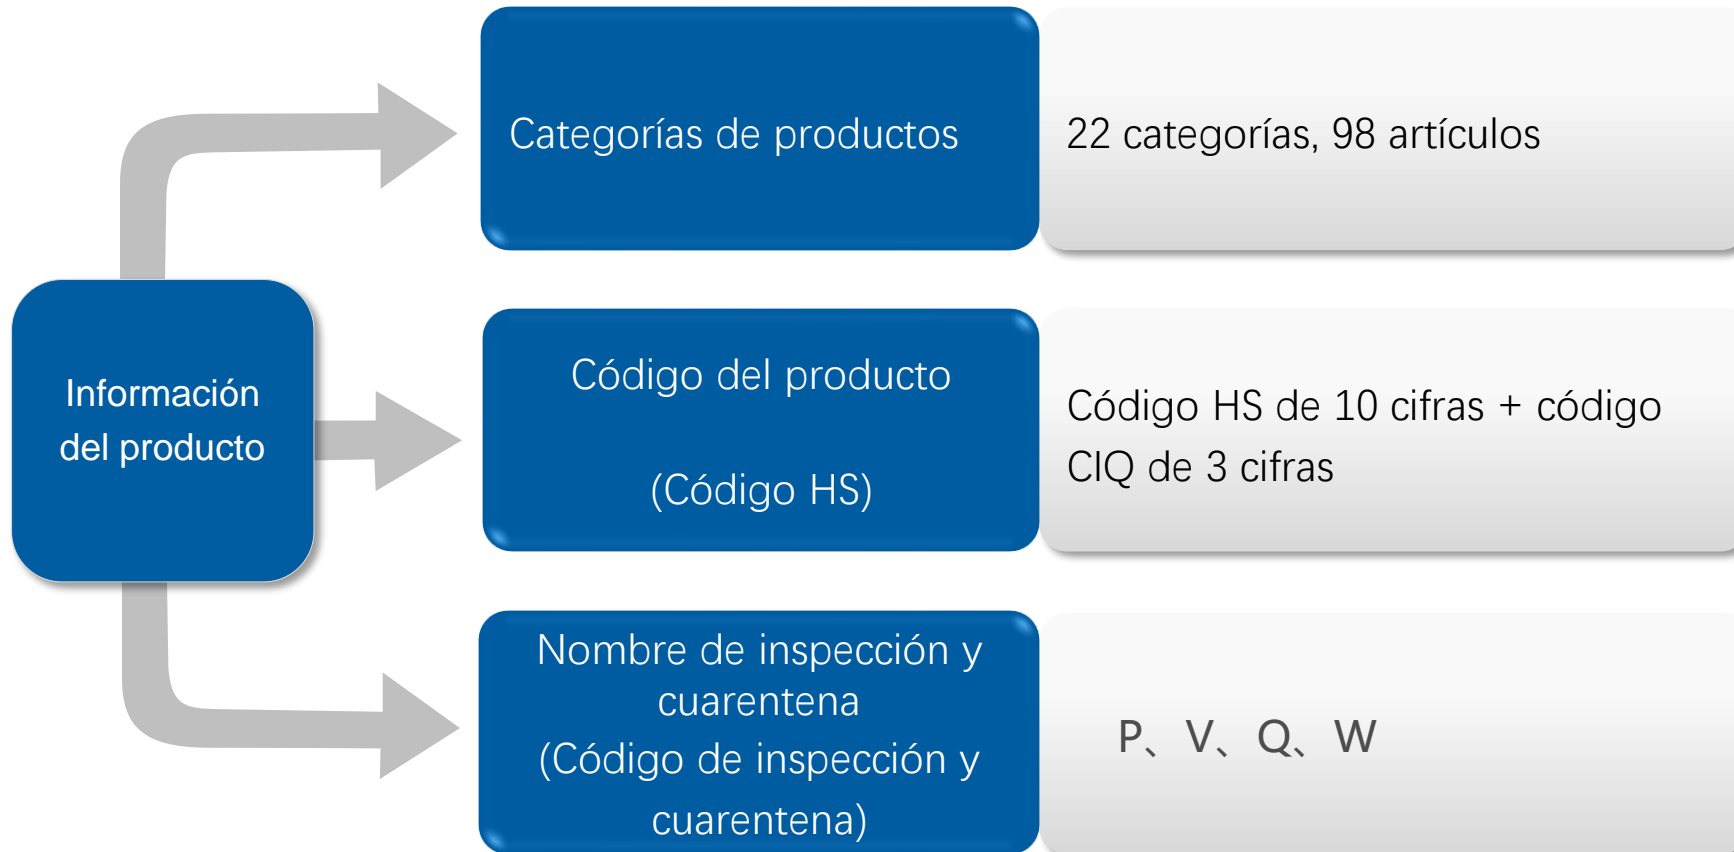 Categorías de productos
22 categorías, 98 artículos
Información
del producto
Código del producto
(Código HS)
Código HS de 10 cifras + código
CIQ de 3 cifras
Nombre de inspección y
cuarentena
(Código de inspección y
cuarentena)
P、V、Q、W